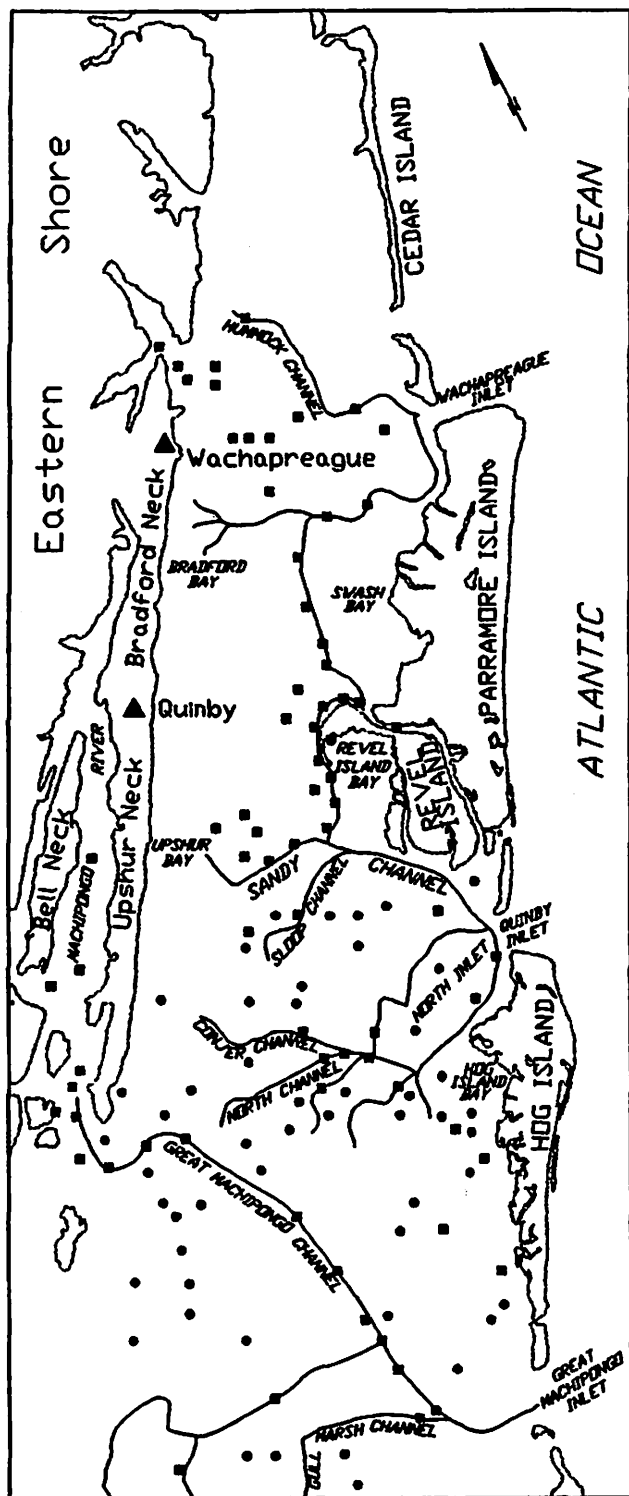 Eastern Shore
CEDAR ISLAND
OCEAN
N
HUMMOCK CHANNEL
WACHAPREAGUE
INLET
Wachapreague
Bradford Neck
BRADFORD
BAY
SWASH
BAY
PARRAMORE ISLAND
ATLANTIC
Quinby
RIVER
REVEL
ISLAND
BAY
REVEL
ISLAND
Bell Neck
MACHIPONGO
Upshur Neck
UPSHUR
BAY
SANDY
CHANNEL
SLOOP CHANNEL
QUINBY
INLET
NORTH INLET
CUNJER CHANNEL
NORTH CHANNEL
HOG
ISLAND
BAY
HOG ISLAND
GREAT MACHIPONGO CHANNEL
GREAT
MACHIPONGO
INLET
GULL
MARSH CHANNEL